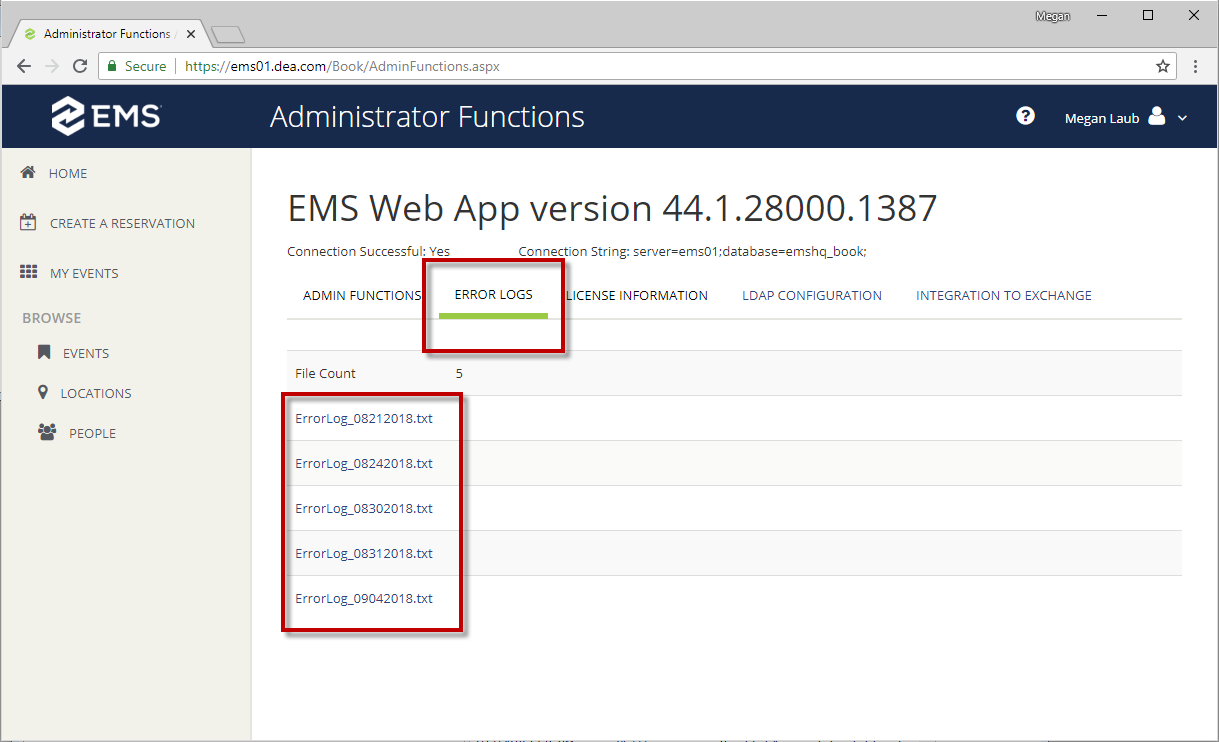 Megan
Administrator Functions
Secure https://ems01.dea.com/Book/AdminFunctions.aspx
EMS Administrator Functions ? Megan Laub
HOME
CREATE A RESERVATION
MY EVENTS
BROWSE
EVENTS
LOCATIONS
PEOPLE
EMS Web App version 44.1.28000.1387
Connection Successful: Yes Connection String: server=ems01;database=emshq_book;
ADMIN FUNCTIONS ERROR LOGS LICENSE INFORMATION LDAP CONFIGURATION INTEGRATION TO EXCHANGE
File Count 5
ErrorLog_08212018.txt
ErrorLog_08242018.txt
ErrorLog_08302018.txt
ErrorLog_08312018.txt
ErrorLog_09042018.txt